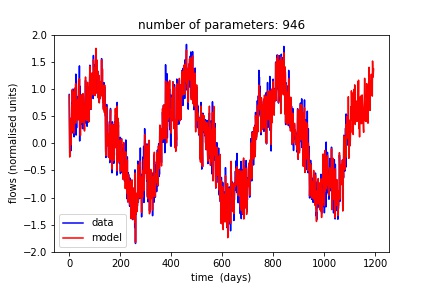 number of parameters: 946
2.0
1.5
1.0
0.5
0.0
−0.5
−1.0
−1.5
−2.0
flows (normalised units)
data
model
0 200 400 600 800 1000 1200
time (days)